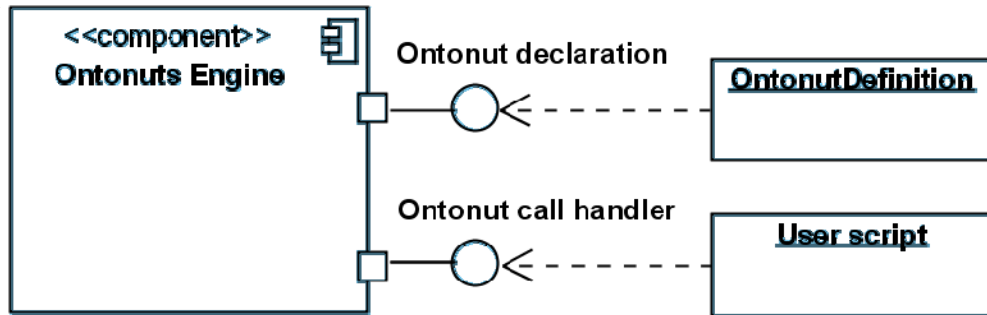 <<component>>
Ontonuts Engine
Ontonut declaration
OntonutDefinition
Ontonut call handler
User script